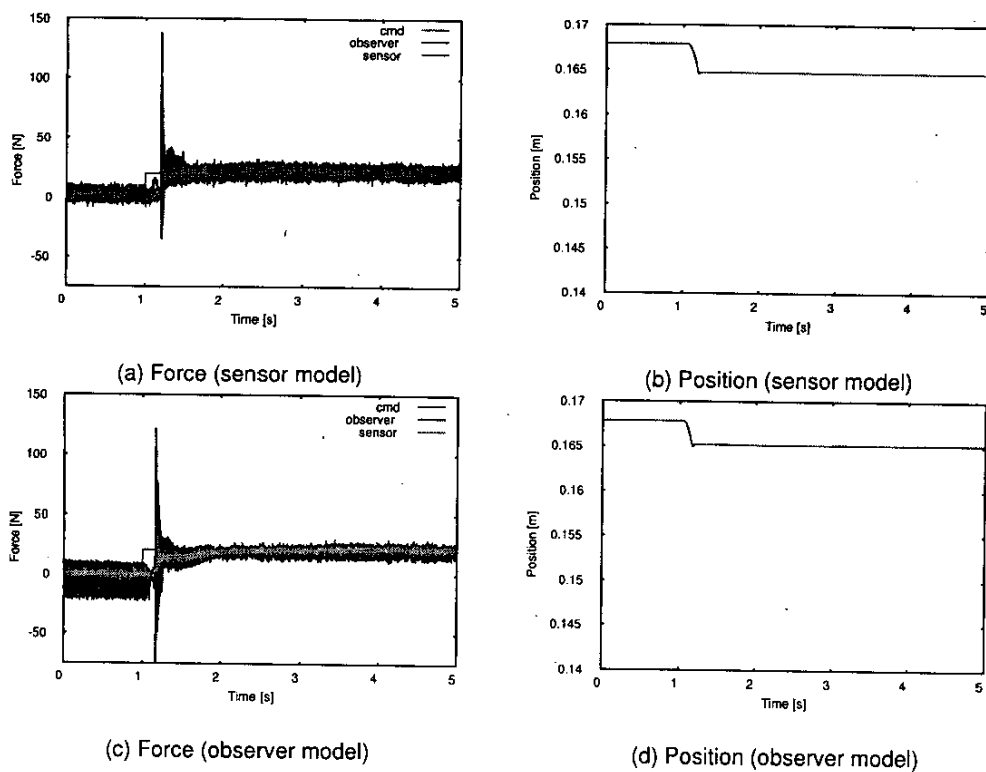 150
100
50
0
-50
Force [N]
cmd
observer
sensor
0 1 2 3 4 5
Time [s]
(a) Force (sensor model)
0.17
0.165
0.16
0.155
0.15
0.145
0.14
Position [m]
0 1 2 3 4 5
Time [s]
(b) Position (sensor model)
150
100
50
0
-50
Force [N]
cmd
observer
sensor
0 1 2 3 4 5
Time [s]
(c) Force (observer model)
0.17
0.165
0.16
0.155
0.15
0.145
0.14
Position [m]
0 1 2 3 4 5
Time [s]
(d) Position (observer model)